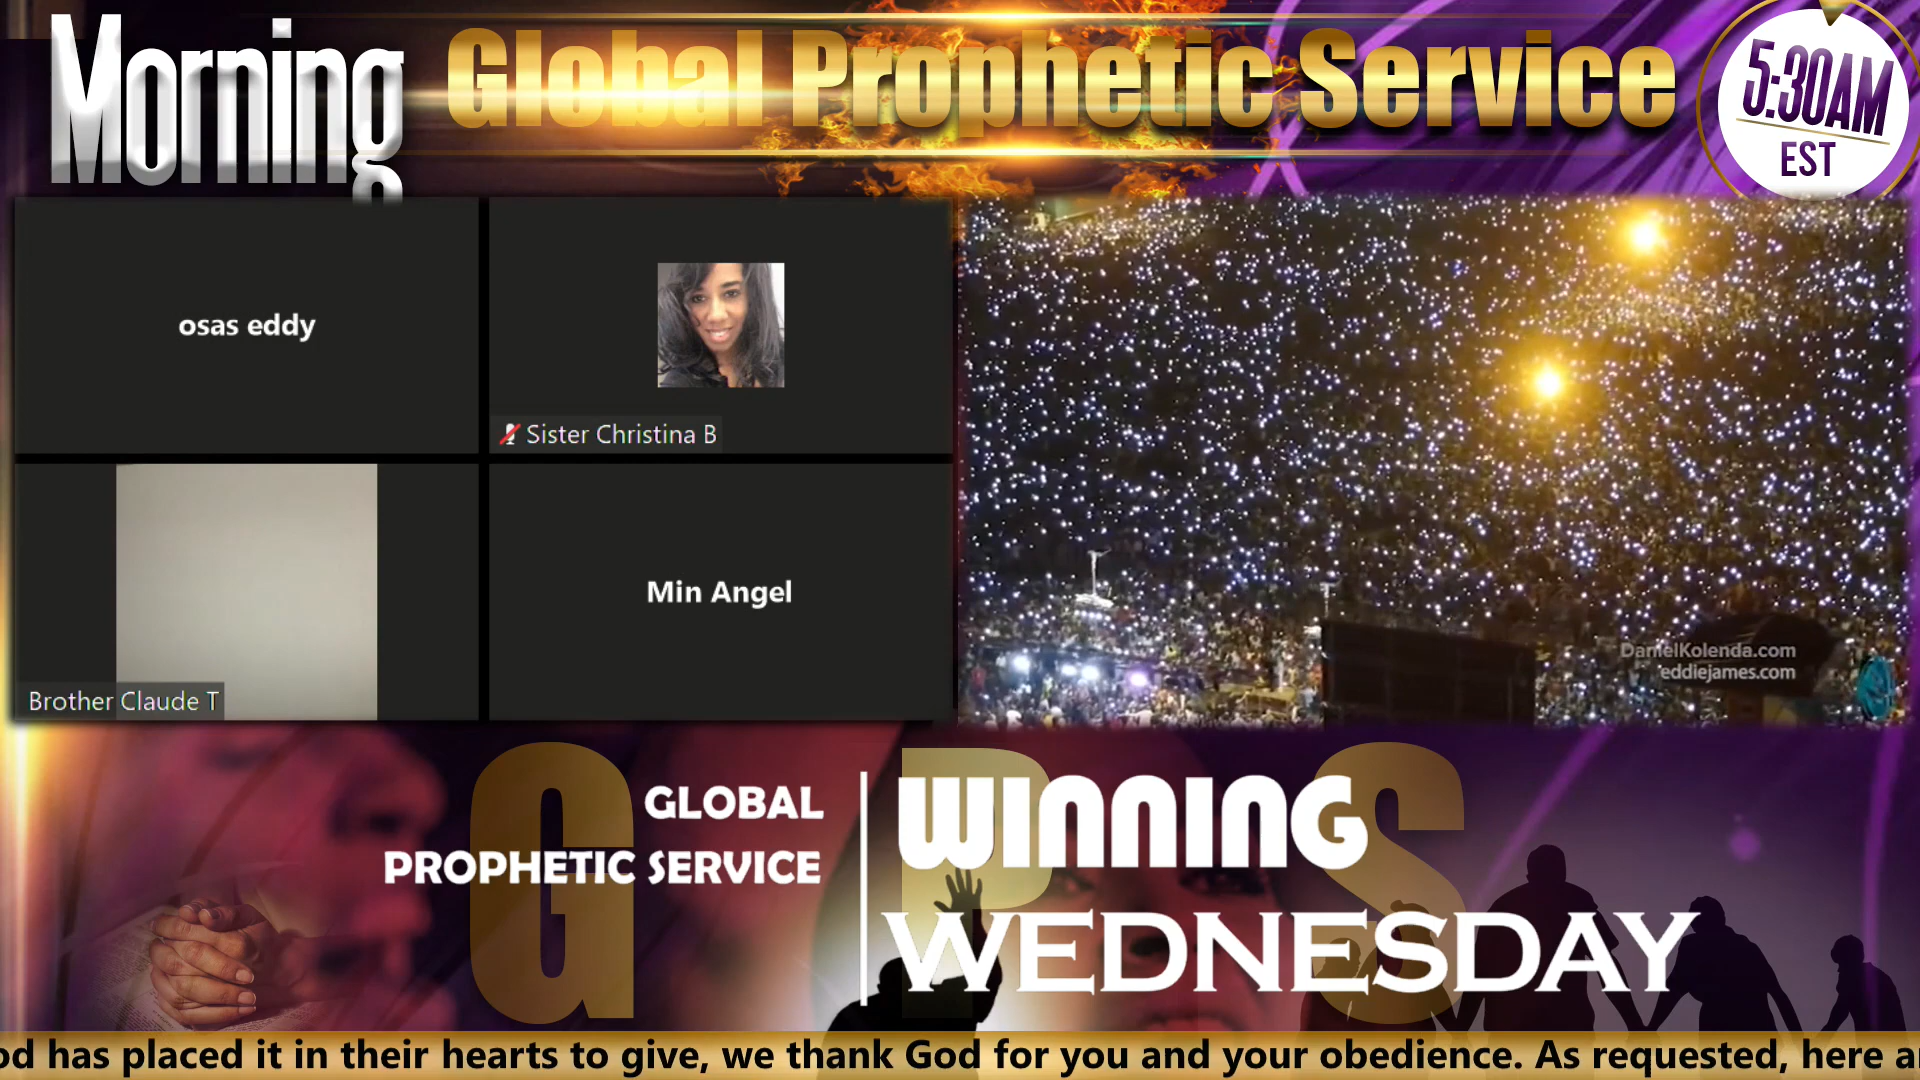 Morning
Global Prophetic Service
5:30AM
EST
osas eddy
Sister Christina B
Brother Claude T
Min Angel
DanielKolenda.com
eddiejames.com
GPS
GLOBAL
PROPHETIC SERVICE
WINNING
WEDNESDAY
od has placed it in their hearts to give, we thank God for you and your obedience. As requested, here a